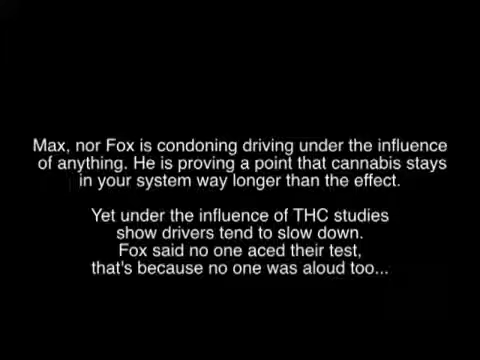 Max, nor Fox is condoning driving under the influence
of anything. He is proving a point that cannabis stays
in your system way longer than the effect.
Yet under the influence of THC studies
show drivers tend to slow down.
Fox said no one aced their test,
that's because no one was aloud too...